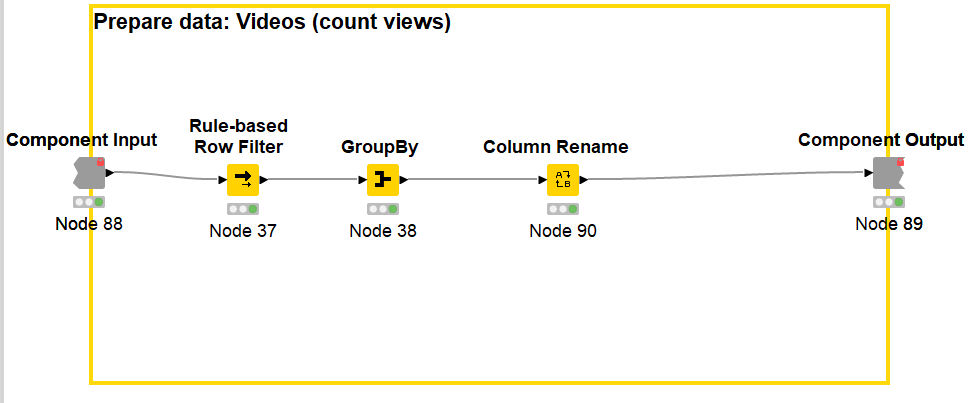 Prepare data: Videos (count views)
Component Input
Rule-based
Row Filter
GroupBy
Column Rename
Component Output
A
B
Node 88
Node 37
Node 38
Node 90
Node 89